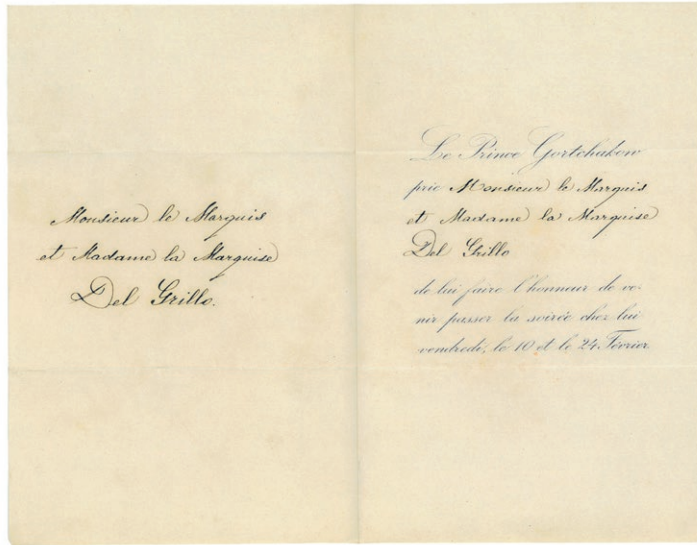 Monsieur le Marquis
et Madame la Marquise
Del Grillo.
Le Prince Gortchakow
prie Monsieur le Marquis
et Madame la Marquise
Del Grillo
de lui faire l'honneur de ve-
nir passer la soirée chez lui
vendredi, le 10 et le 24 Février